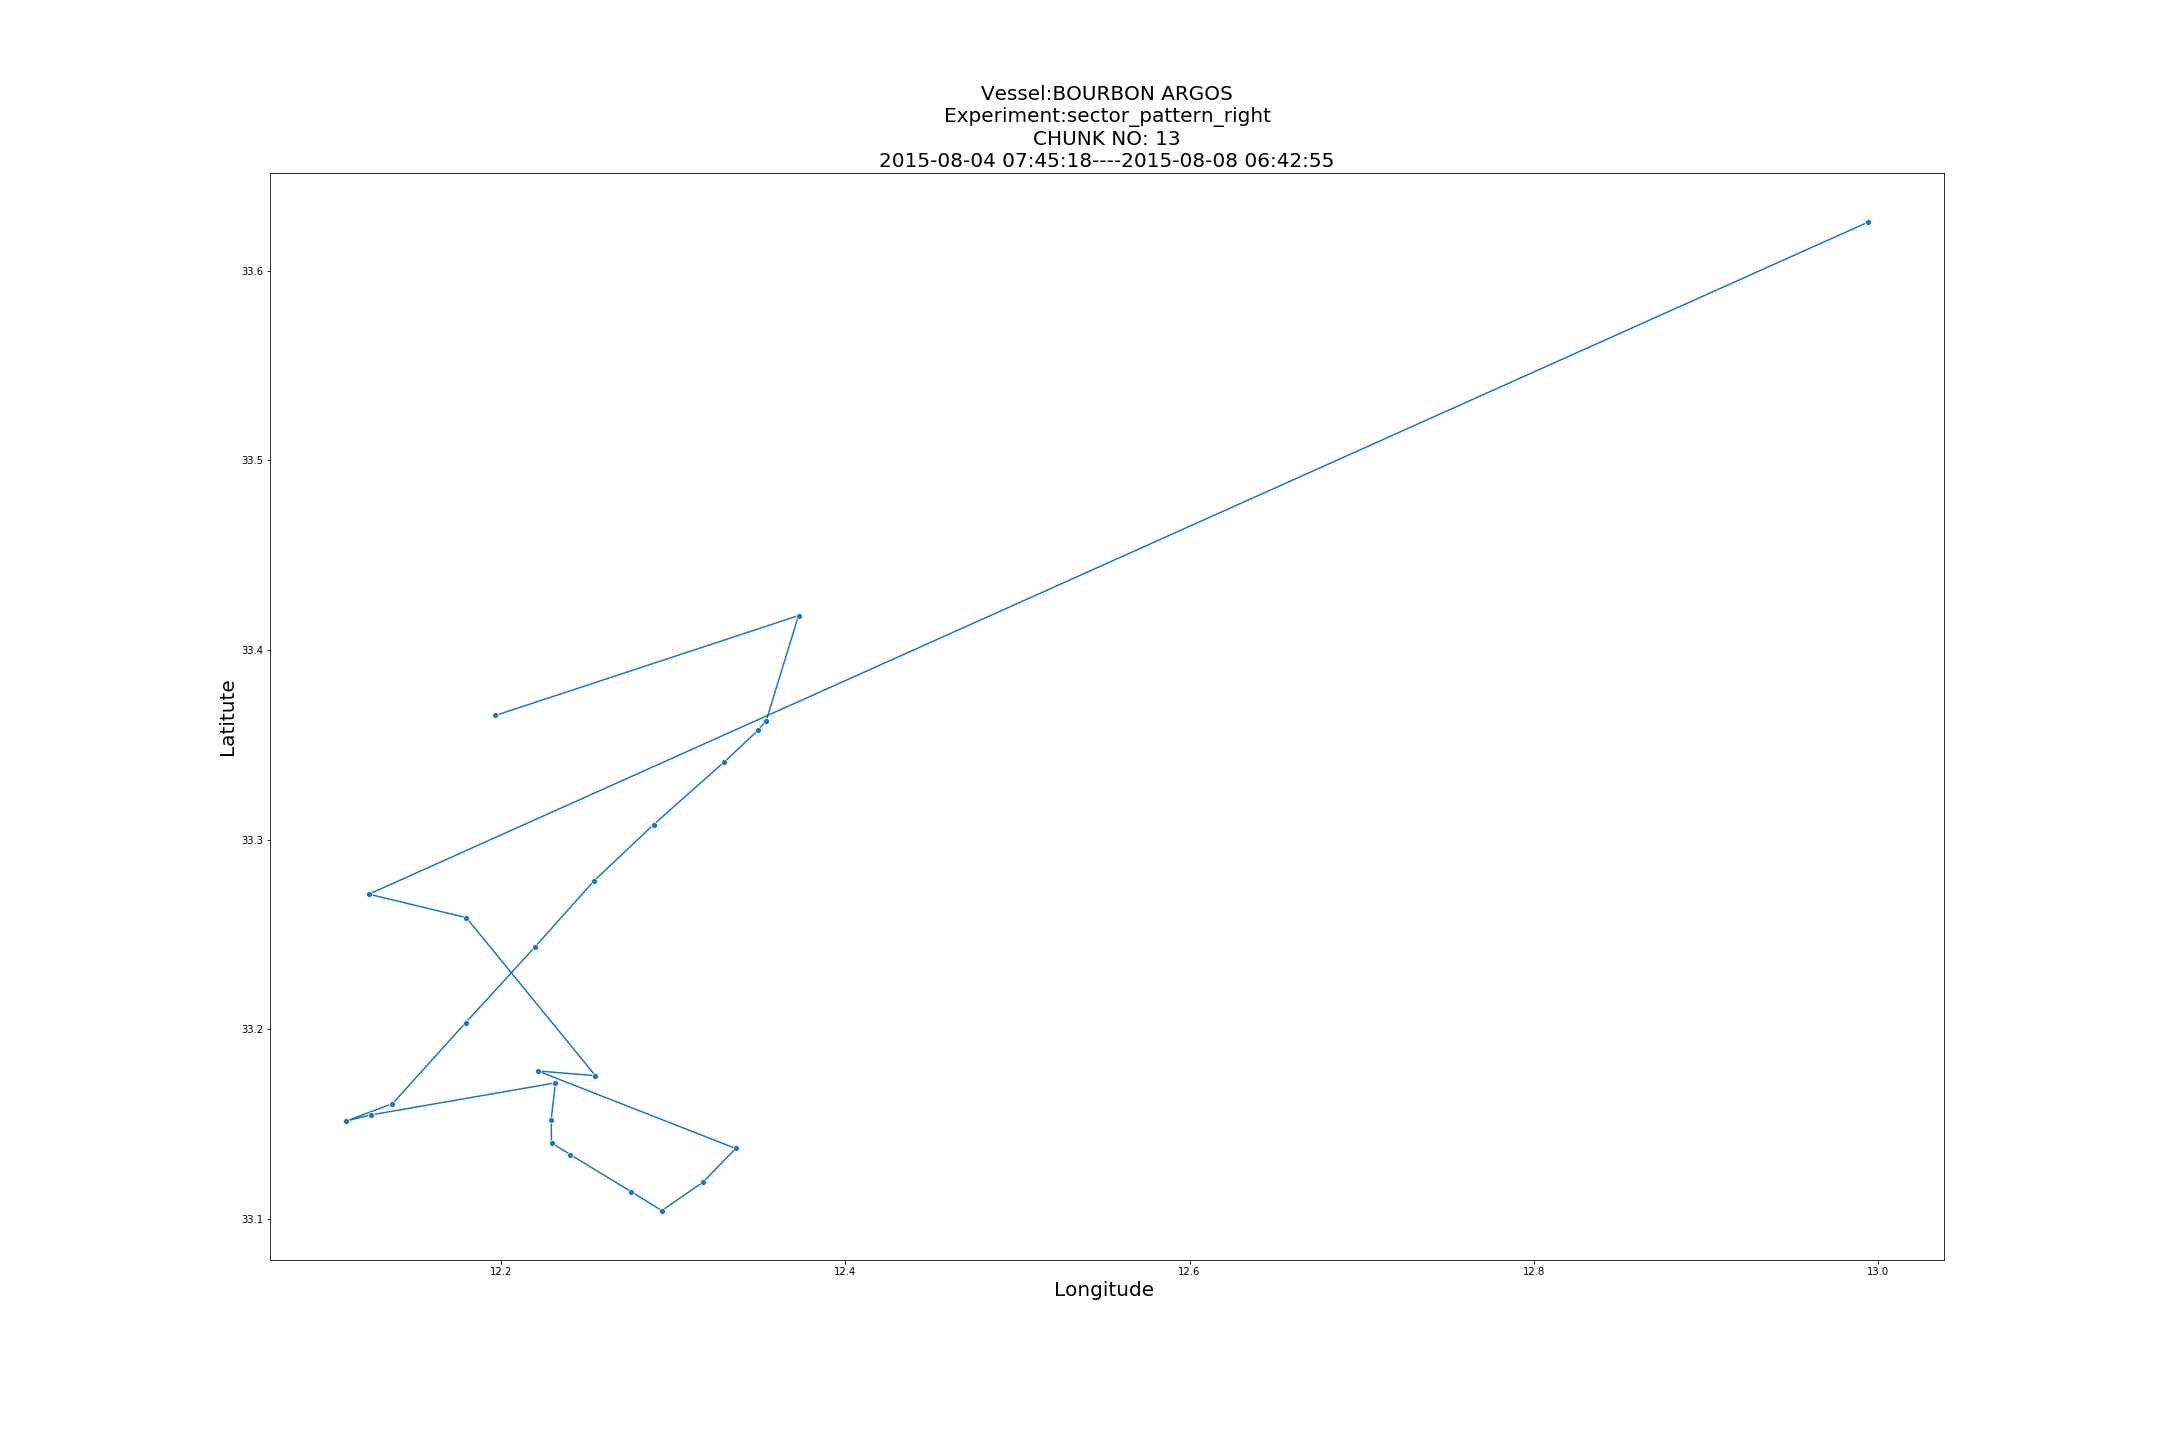 Vessel:BOURBON ARGOS
Experiment:sector_pattern_right
CHUNK NO: 13
2015-08-04 07:45:18----2015-08-08 06:42:55
33.6
33.5
33.4
33.3
33.2
33.1
Latitute
12.2
12.4
12.6
12.8
13.0
Longitude